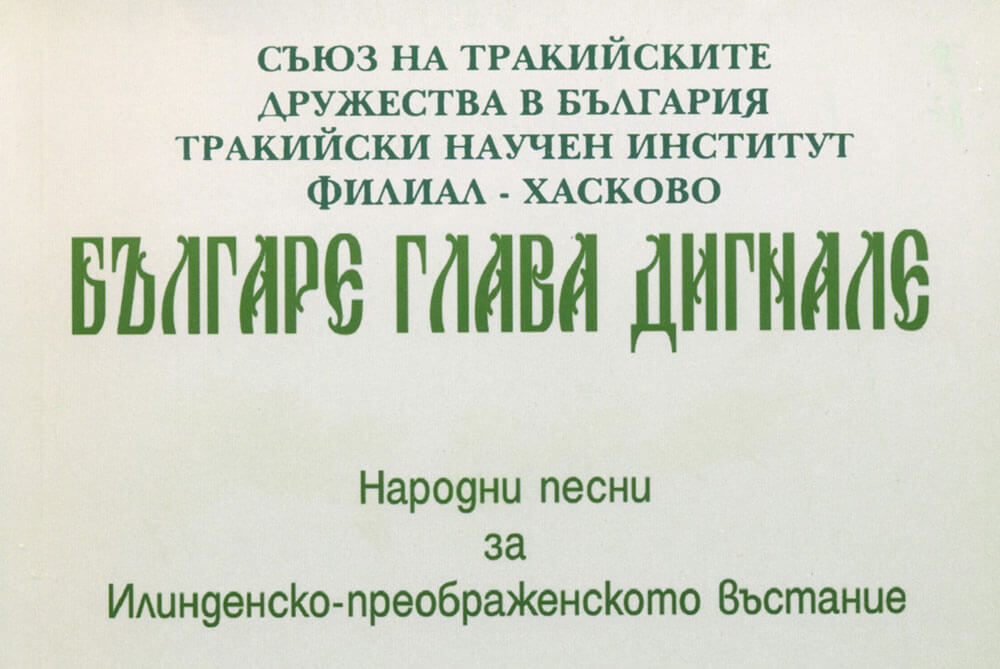 СЪЮЗ НА ТРАКИЙСКИТЕ
ДРУЖЕСТВА В БЪЛГАРИЯ
ТРАКИЙСКИ НАУЧЕН ИНСТИТУТ
ФИЛИАЛ - ХАСКОВО
БЪЛГАРЕ ГЛАВА ДИГНАЛЕ
Народни песни
за
Илинденско-преображенското въстание